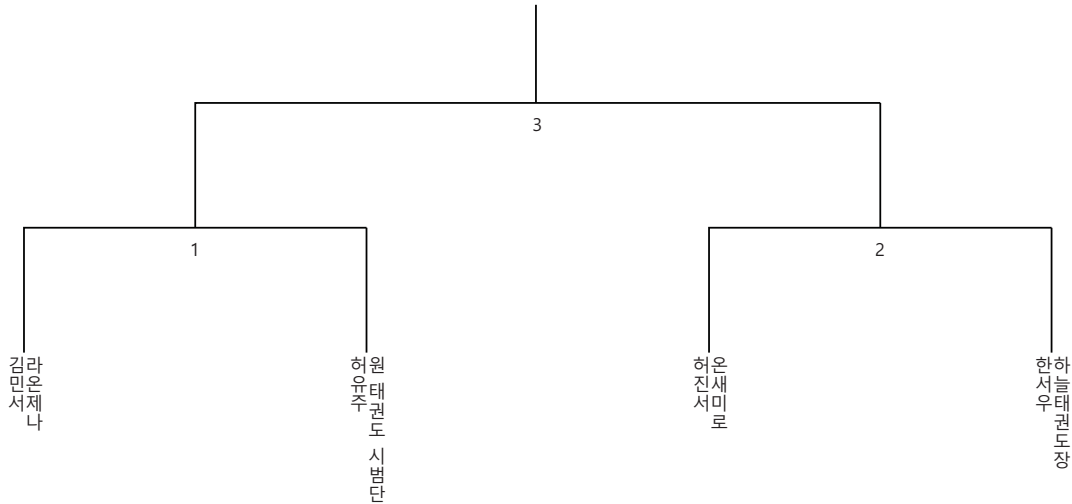 3
1
2
김민서
라온제나
허유주
원 태권도 시범단
허진서
온새미로
한서우
하늘태권도장